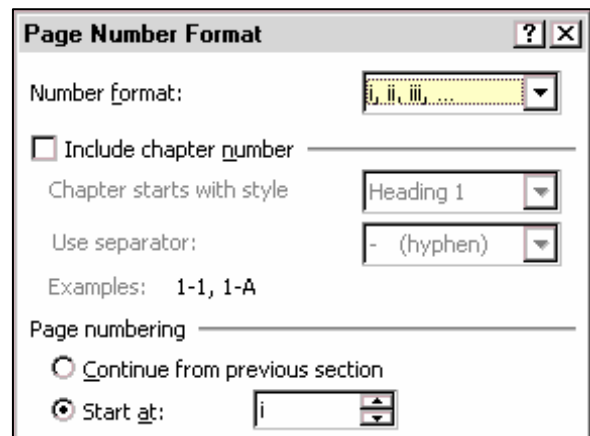 Page Number Format
Number format: i, ii, iii, ...
Include chapter number
Chapter starts with style Heading 1
Use separator: - (hyphen)
Examples: 1-1, 1-A
Page numbering
Continue from previous section
Start at: i